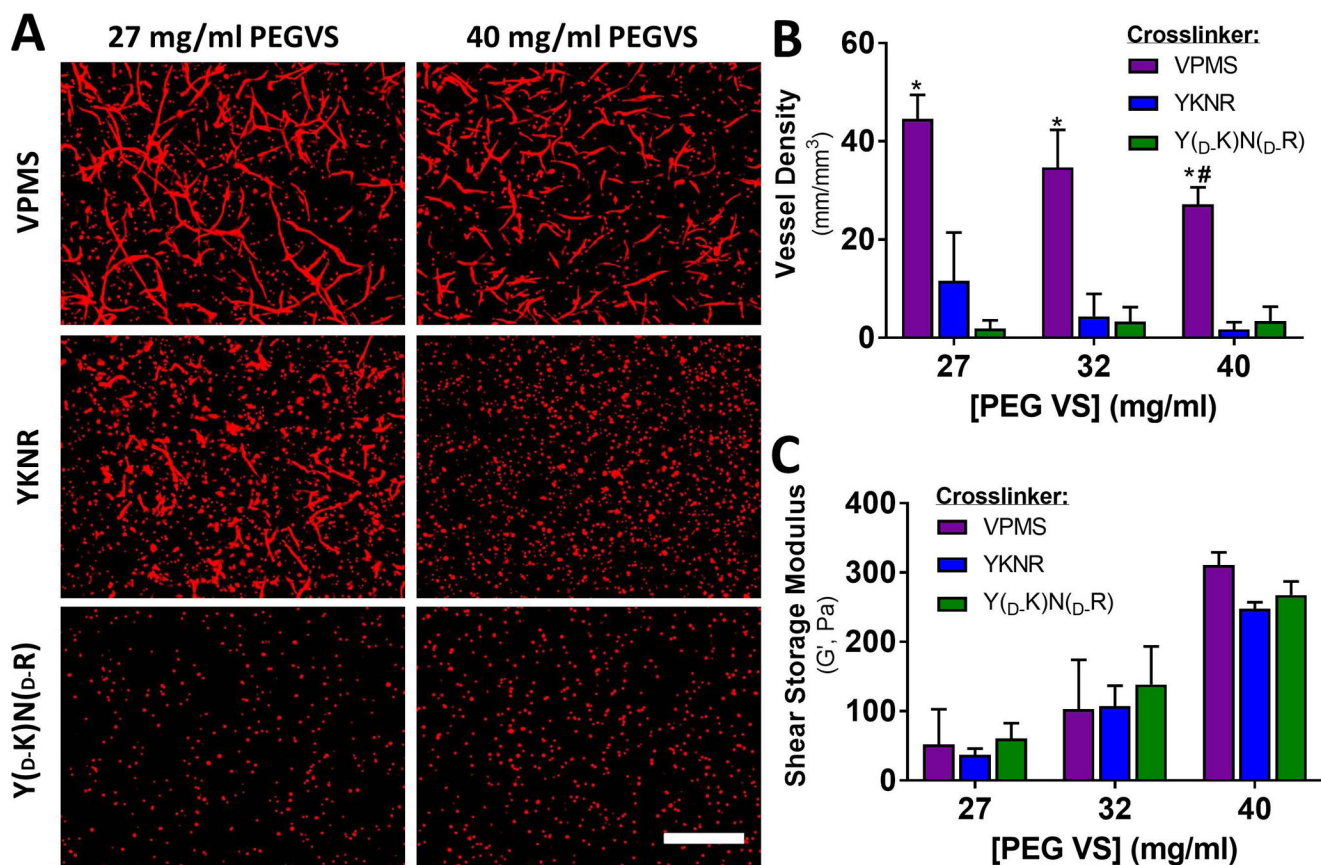 A
27 mg/ml PEGVS
40 mg/ml PEGVS
VPMS
YKNR
Y(D-K)N(D-R)
B
Crosslinker:
VPMS
YKNR
Y(D-K)N(D-R)
Vessel Density
(mm/mm³)
60
40
20
0
*
*
*#
27
32
40
[PEG VS] (mg/ml)
C
Crosslinker:
VPMS
YKNR
Y(D-K)N(D-R)
Shear Storage Modulus
(G', Pa)
400
300
200
100
0
27
32
40
[PEG VS] (mg/ml)